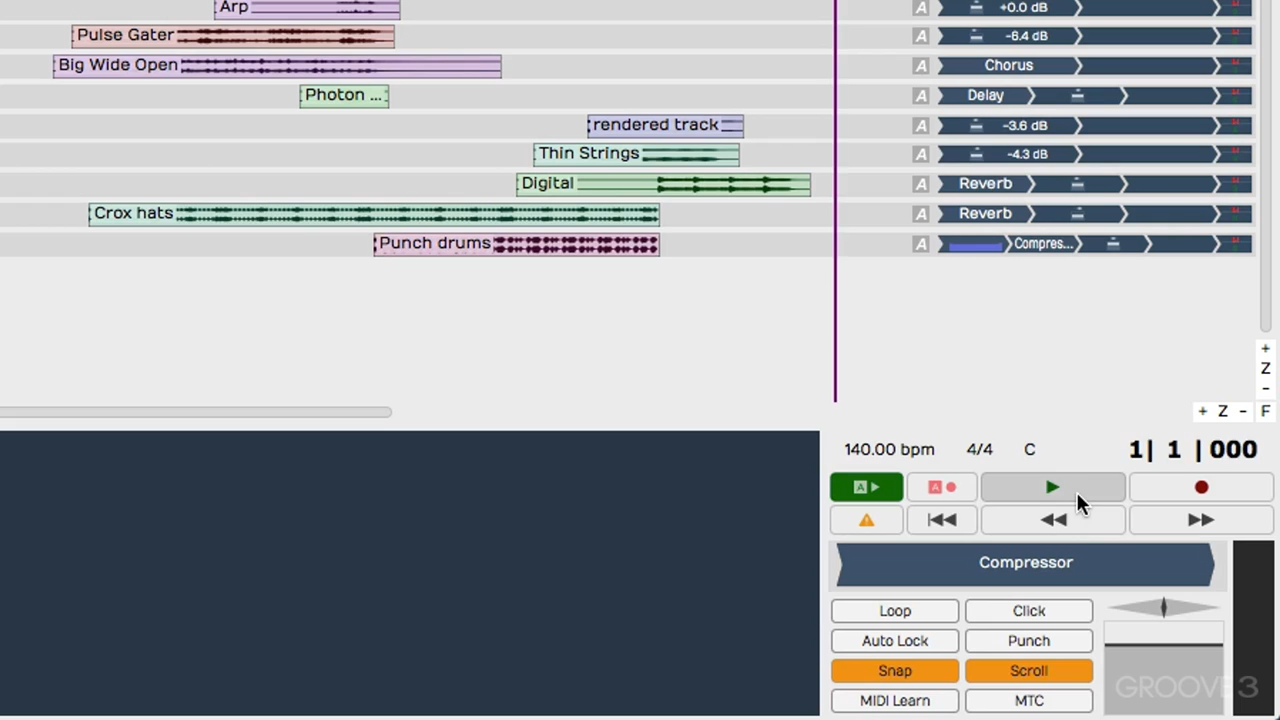 Arp
A
+0.0 dB
Pulse Gater
A
-6.4 dB
Big Wide Open
A
Chorus
Photon ...
A
Delay
rendered track
A
-3.6 dB
Thin Strings
A
-4.3 dB
Digital
A
Reverb
Crox hats
A
Reverb
Punch drums
A
Compres...
+
Z
-
+ Z - F
140.00 bpm 4/4 C 1| 1 |000
A
A
Compressor
Loop Click
Auto Lock Punch
Snap Scroll
MIDI Learn MTC
GROOVE3